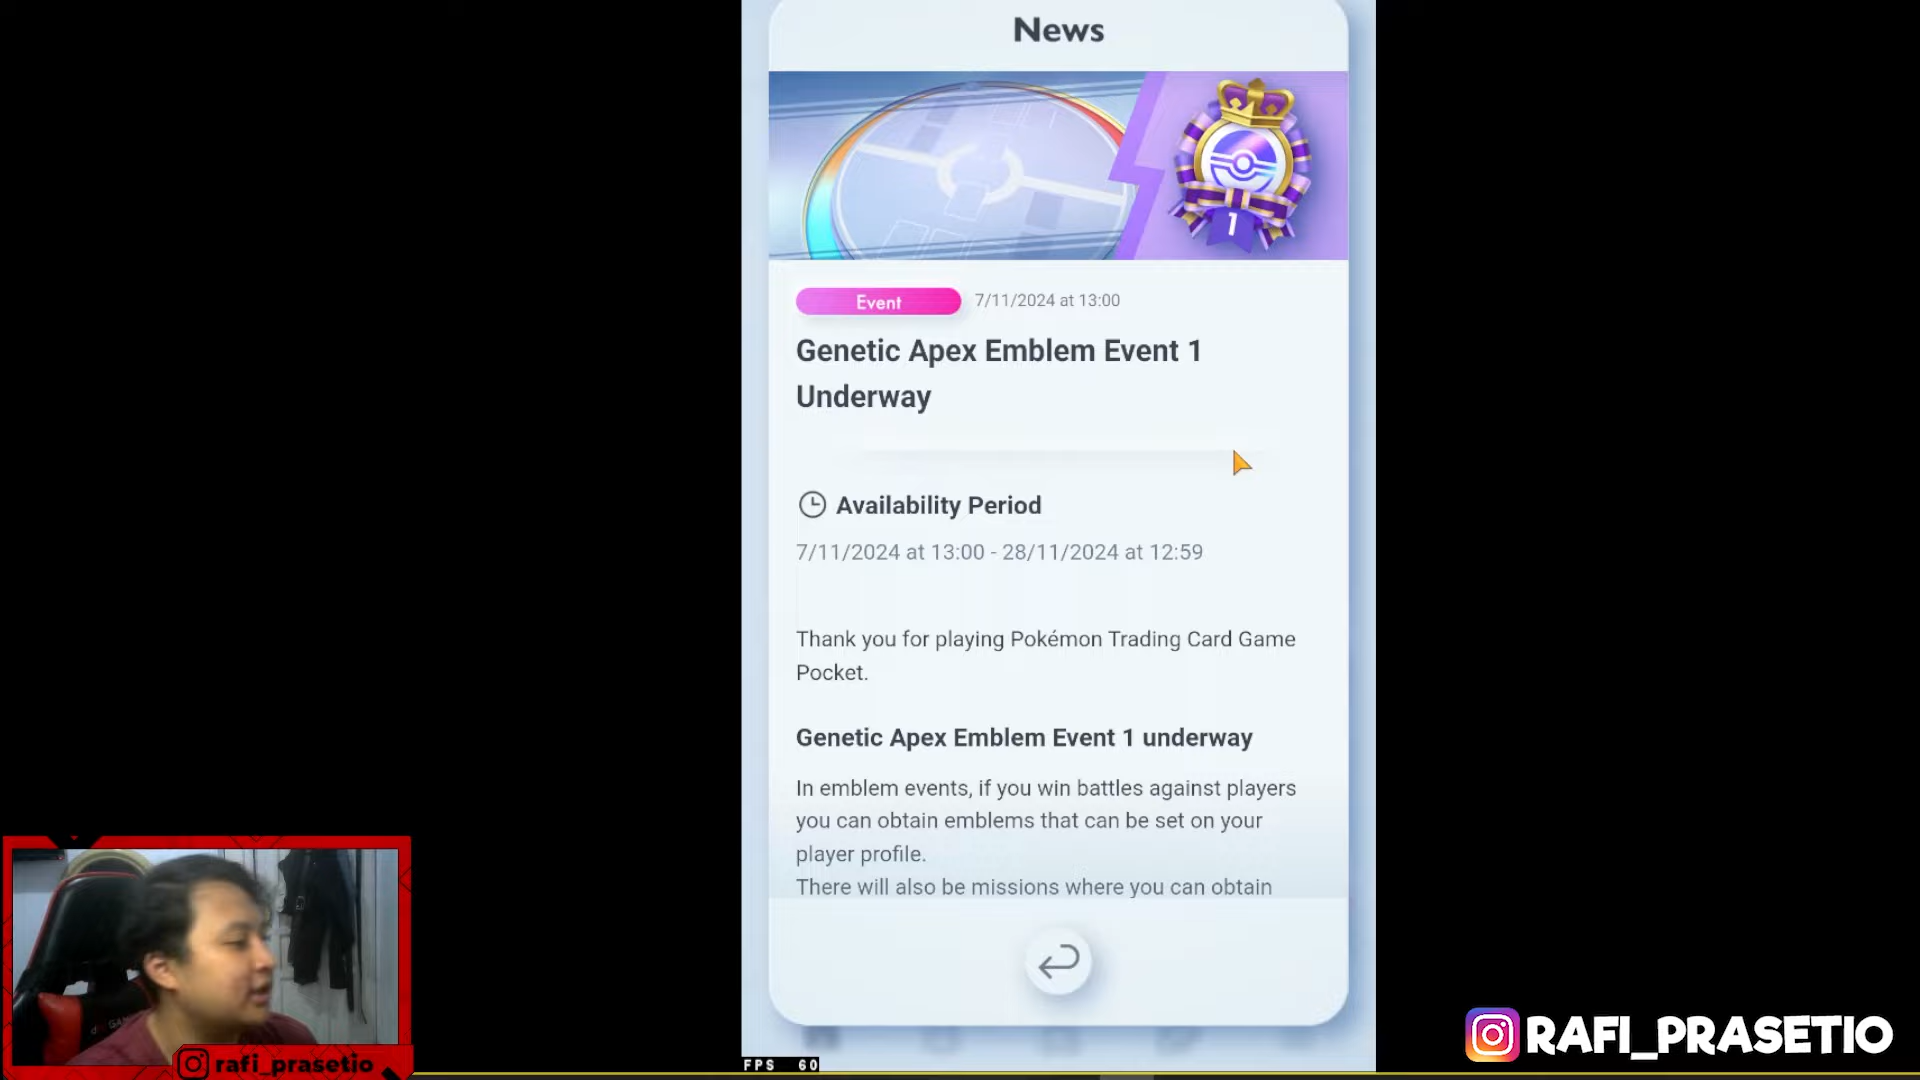 News
1
Event
7/11/2024 at 13:00
Genetic Apex Emblem Event 1
Underway
Availability Period
7/11/2024 at 13:00 - 28/11/2024 at 12:59
Thank you for playing Pokémon Trading Card Game
Pocket.
Genetic Apex Emblem Event 1 underway
In emblem events, if you win battles against players
you can obtain emblems that can be set on your
player profile.
There will also be missions where you can obtain
rafi_prasetio
FPS 60
RAFI_PRASETIO